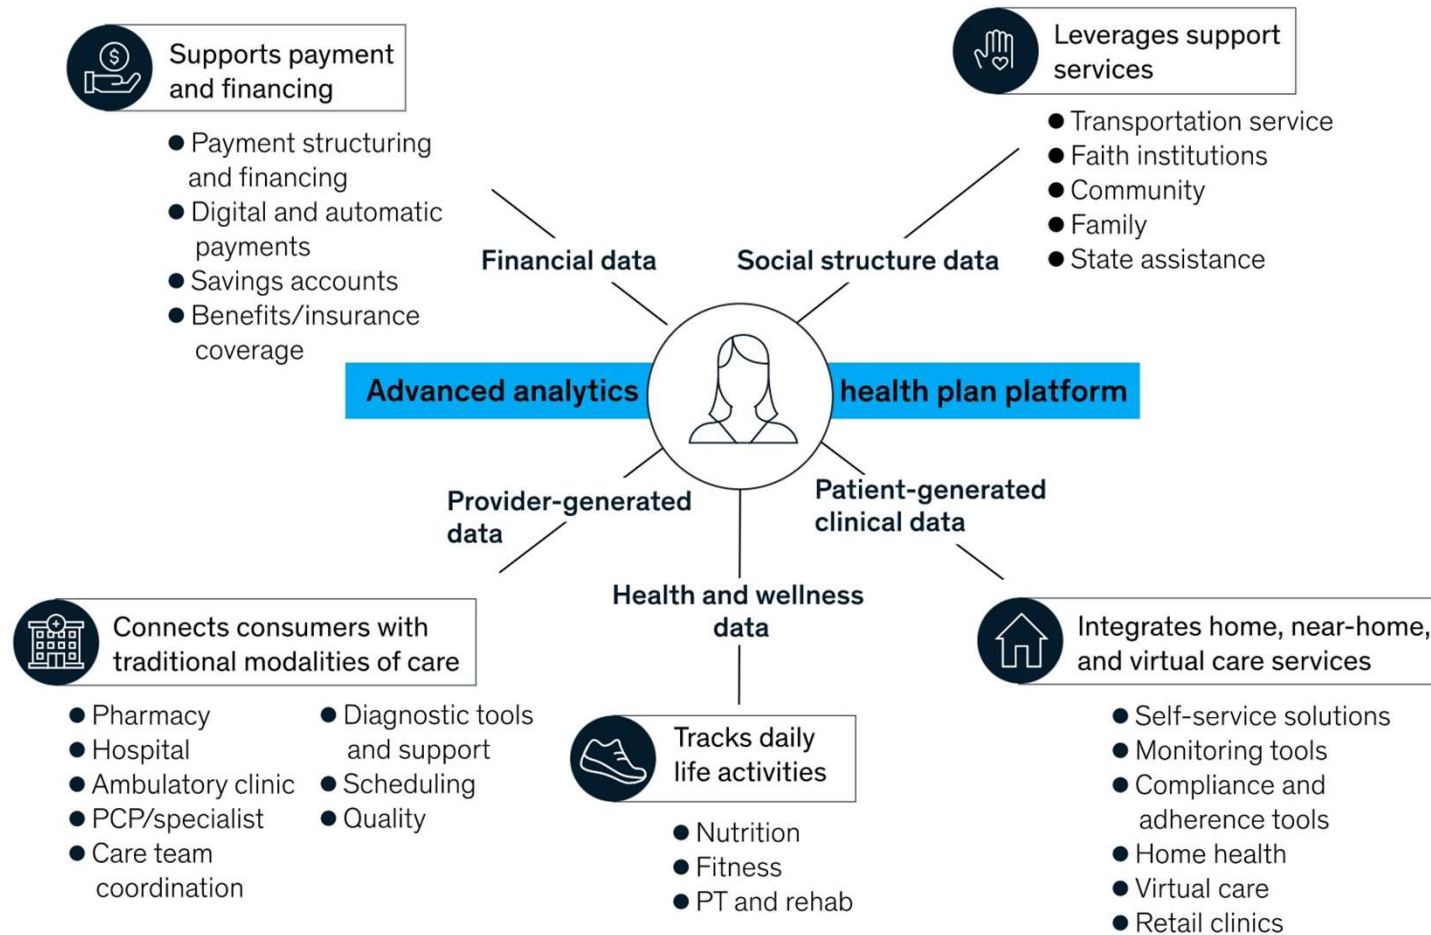 Supports payment
and financing
● Payment structuring
and financing
● Digital and automatic
payments
● Savings accounts
● Benefits/insurance
coverage
Leverages support
services
● Transportation service
● Faith institutions
● Community
● Family
● State assistance
Financial data
Social structure data
Advanced analytics
health plan platform
Provider-generated
data
Patient-generated
clinical data
Health and wellness
data
Connects consumers with
traditional modalities of care
● Pharmacy
● Hospital
● Ambulatory clinic
● PCP/specialist
● Care team
coordination
● Diagnostic tools
and support
● Scheduling
● Quality
Tracks daily
life activities
● Nutrition
● Fitness
● PT and rehab
Integrates home, near-home,
and virtual care services
● Self-service solutions
● Monitoring tools
● Compliance and
adherence tools
● Home health
● Virtual care
● Retail clinics